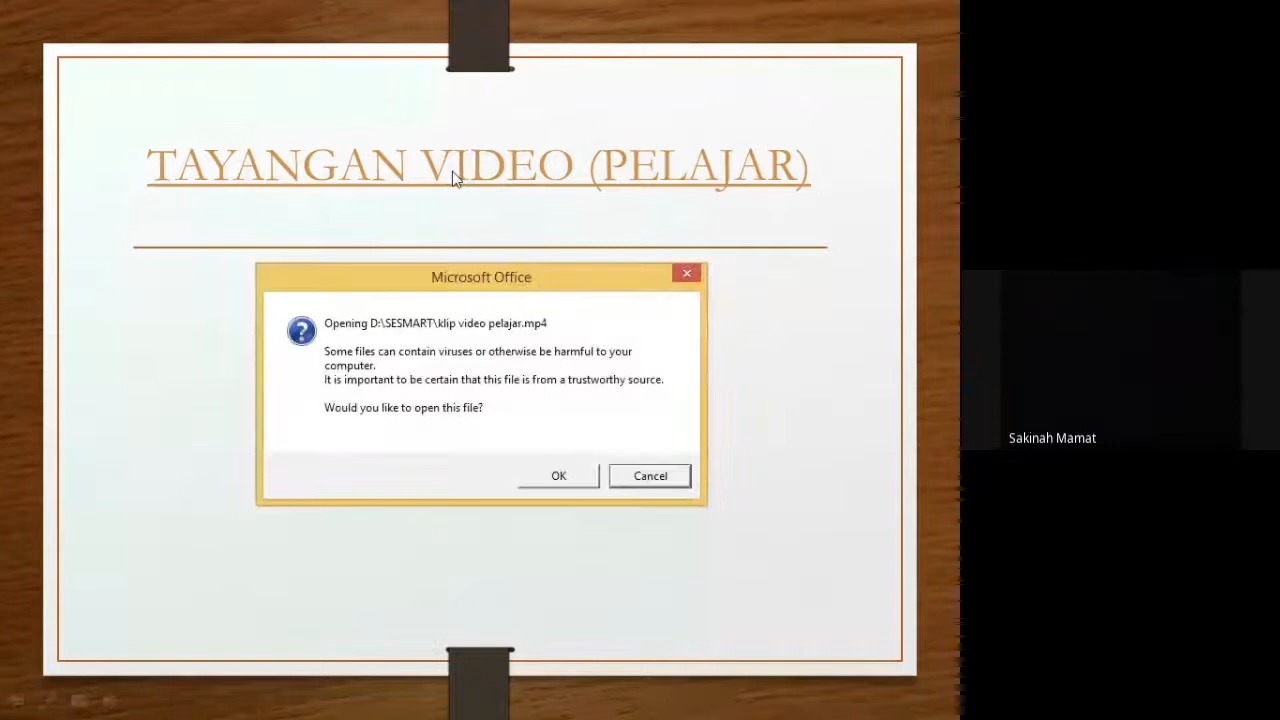 TAYANGAN VIDEO (PELAJAR)
Microsoft Office
Opening D:\SESMART\klip video pelajar.mp4
Some files can contain viruses or otherwise be harmful to your
computer.
It is important to be certain that this file is from a trustworthy source.
Would you like to open this file?
OK
Cancel
Sakinah Mamat